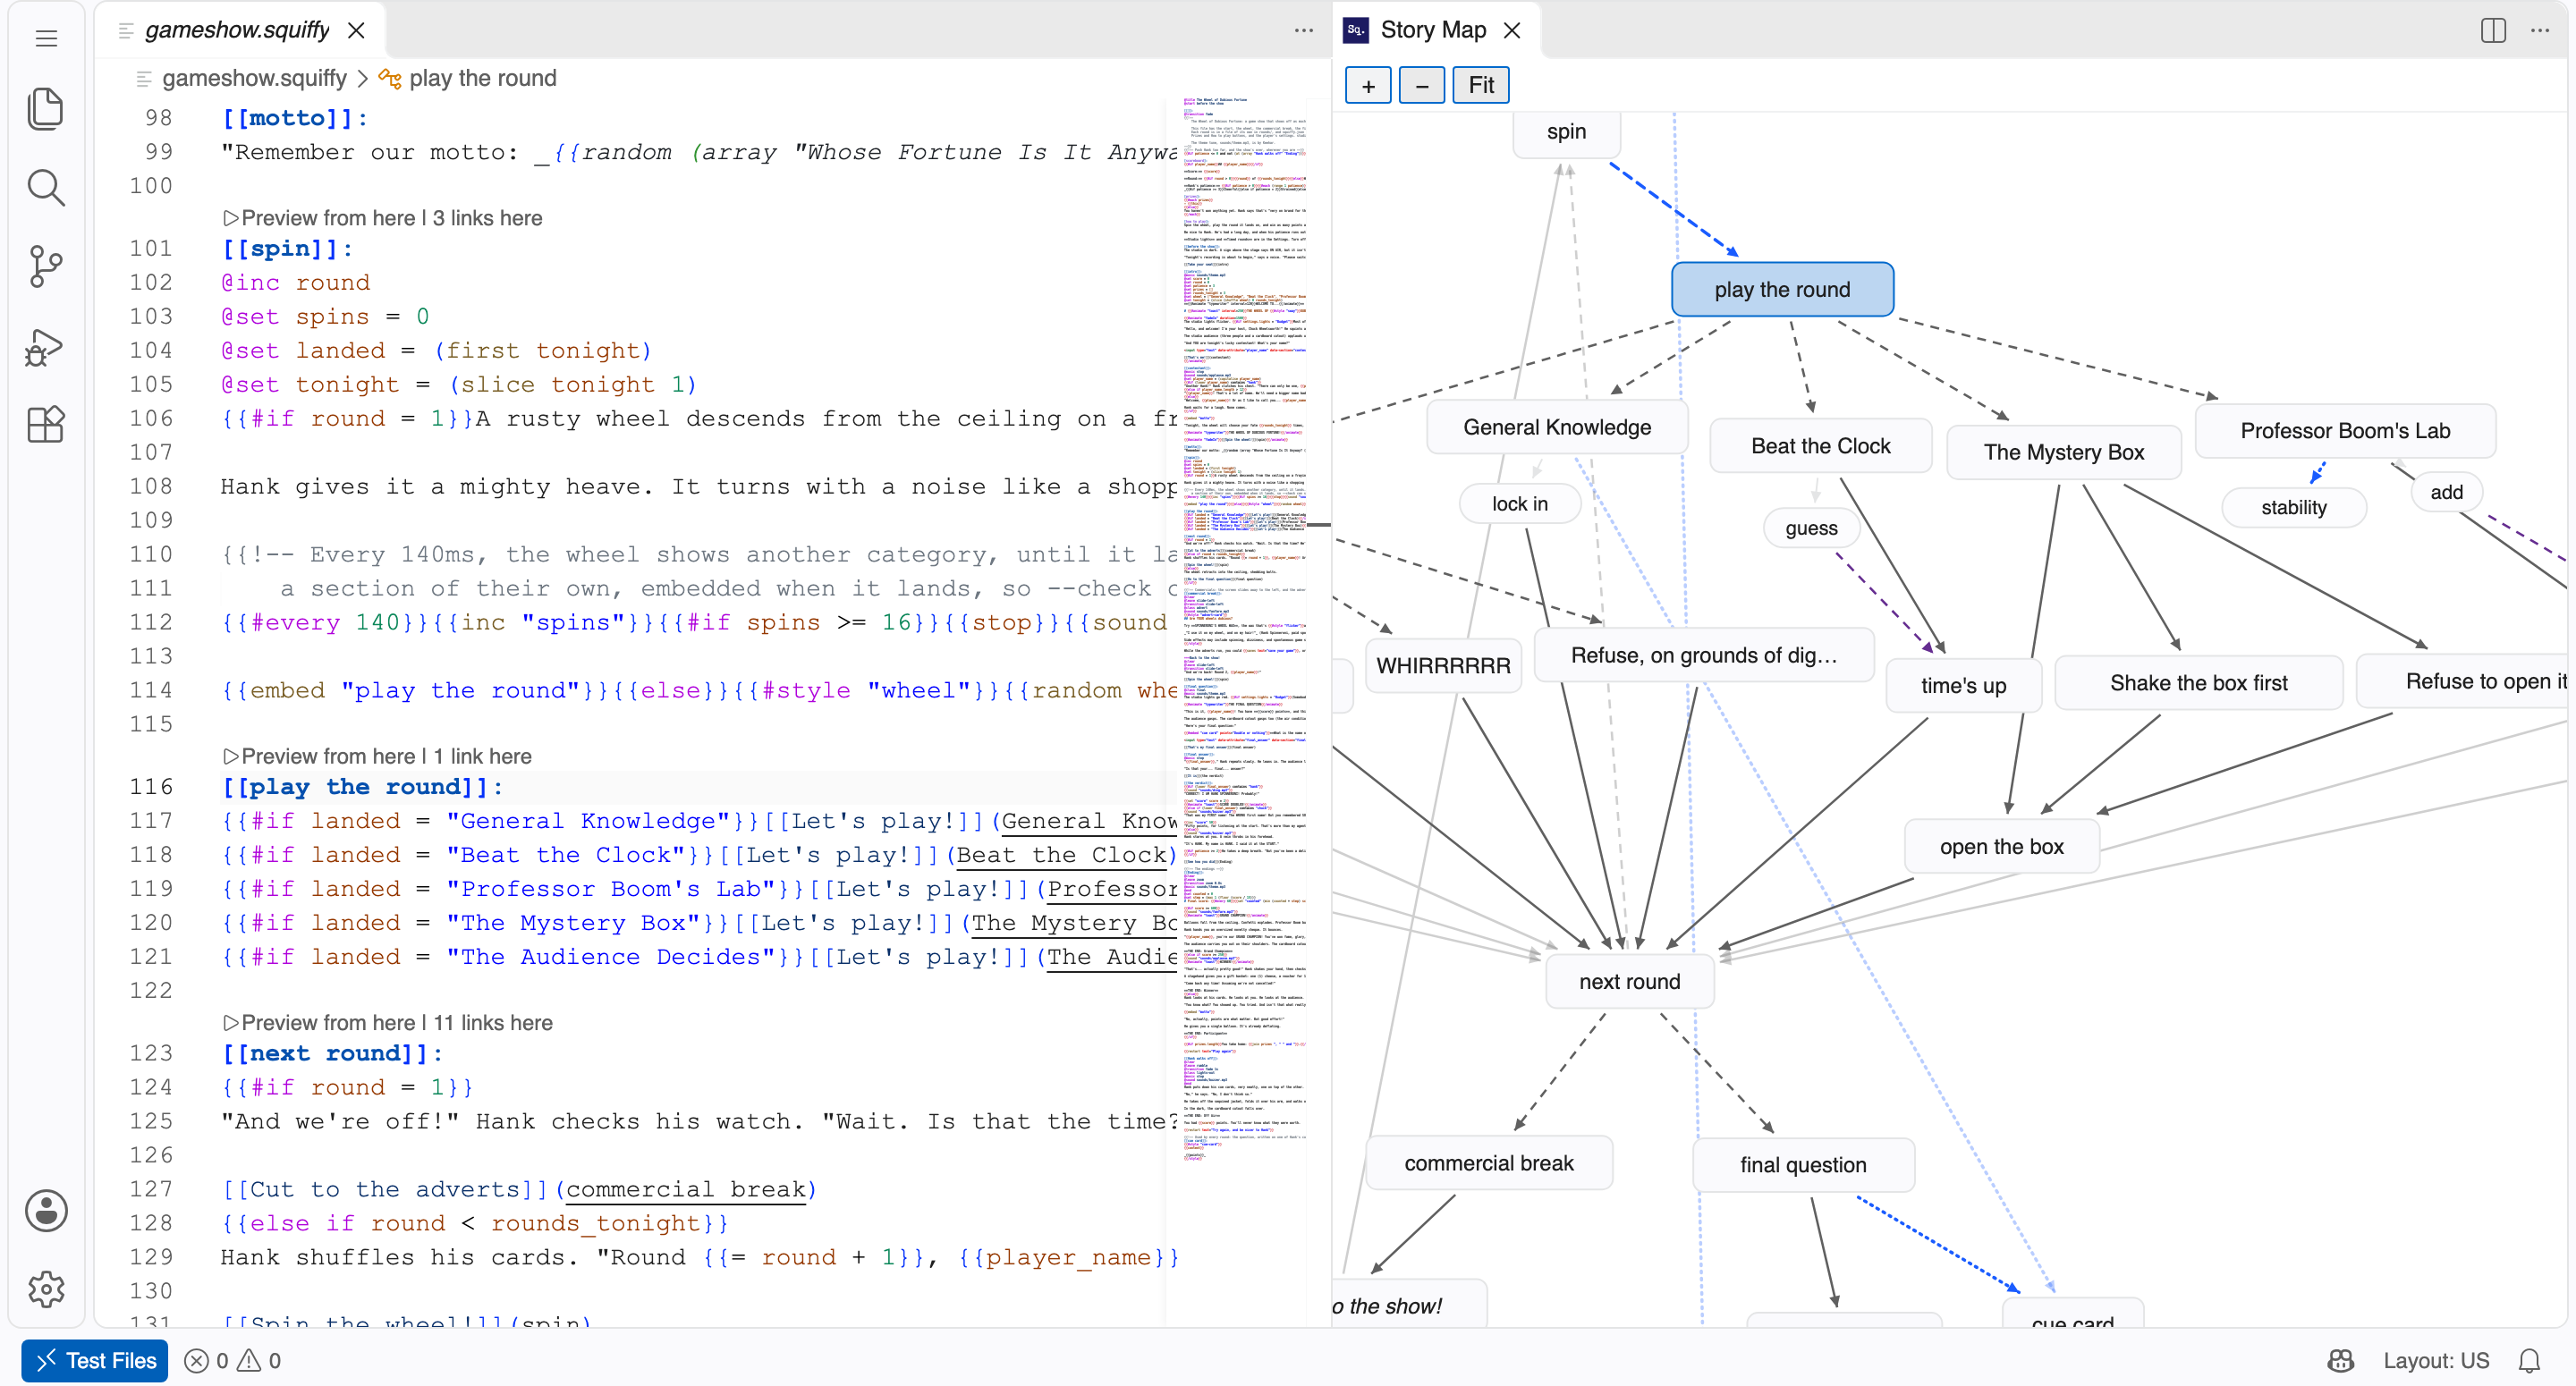 gameshow.squiffy
gameshow.squiffy > play the round
98 [[motto]]:
99 "Remember our motto: _{{random (array "Whose Fortune Is It Anywa
100
Preview from here | 3 links here
101 [[spin]]:
102 @inc round
103 @set spins = 0
104 @set landed = (first tonight)
105 @set tonight = (slice tonight 1)
106 {{#if round = 1}}A rusty wheel descends from the ceiling on a fr
107
108 Hank gives it a mighty heave. It turns with a noise like a shopp
109
110 {{!-- Every 140ms, the wheel shows another category, until it la
111 a section of their own, embedded when it lands, so --check c
112 {{#every 140}}{{inc "spins"}}{{#if spins >= 16}}{{stop}}{{sound
113
114 {{embed "play the round"}}{{else}}{{#style "wheel"}}{{random whe
115
Preview from here | 1 link here
116 [[play the round]]:
117 {{#if landed = "General Knowledge"}}[[Let's play!]](General Know
118 {{#if landed = "Beat the Clock"}}[[Let's play!]](Beat the Clock)
119 {{#if landed = "Professor Boom's Lab"}}[[Let's play!]](Professor
120 {{#if landed = "The Mystery Box"}}[[Let's play!]](The Mystery Bo
121 {{#if landed = "The Audience Decides"}}[[Let's play!]](The Audie
122
Preview from here | 11 links here
123 [[next round]]:
124 {{#if round = 1}}
125 "And we're off!" Hank checks his watch. "Wait. Is that the time?
126
127 [[Cut to the adverts]](commercial break)
128 {{else if round < rounds_tonight}}
129 Hank shuffles his cards. "Round {{= round + 1}}, {{player_name}}
130
131 [[Spin the wheel!]](spin)
Sq. Story Map
+ − Fit
spin
play the round
General Knowledge
Beat the Clock
The Mystery Box
Professor Boom's Lab
lock in
guess
stability
add
WHIRRRRRR
Refuse, on grounds of dig…
time's up
Shake the box first
Refuse to open it
open the box
next round
commercial break
final question
o the show!
cue card
Test Files 0 0
Layout: US